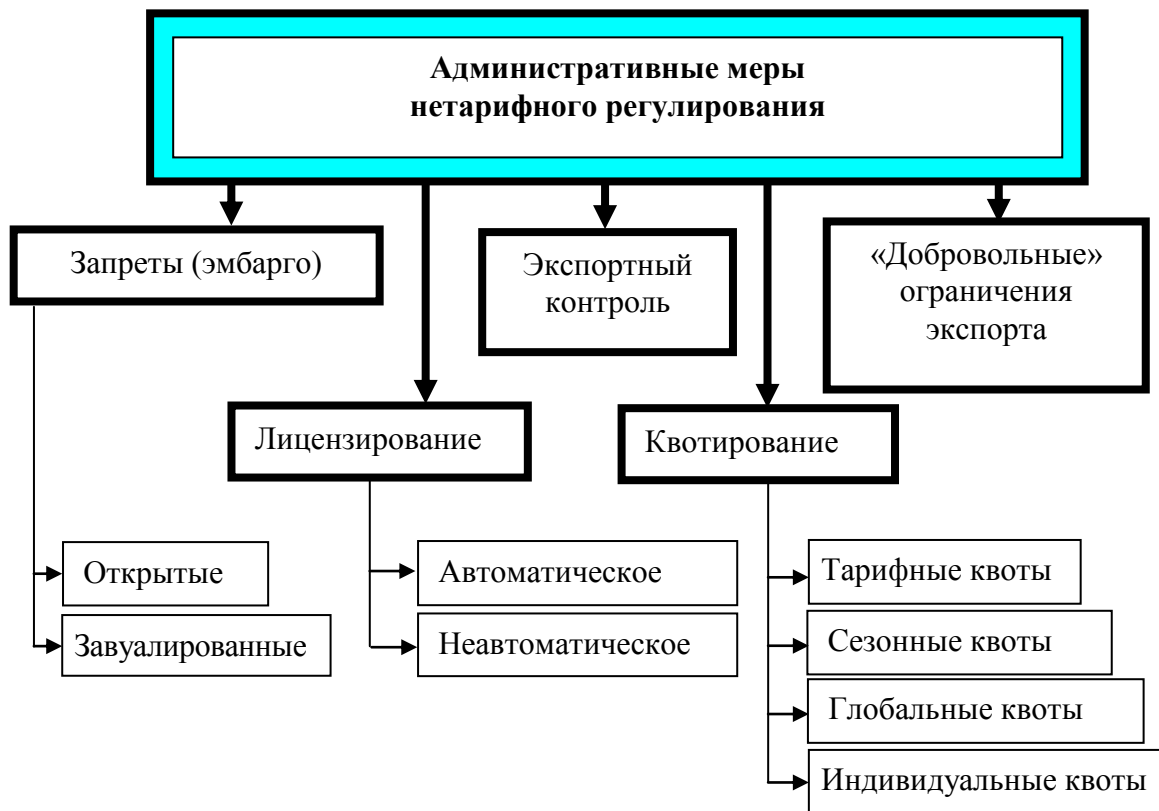 Административные меры
нетарифного регулирования
Запреты (эмбарго)
Экспортный
контроль
«Добровольные»
ограничения
экспорта
Лицензирование
Квотирование
Открытые
Завуалированные
Автоматическое
Неавтоматическое
Тарифные квоты
Сезонные квоты
Глобальные квоты
Индивидуальные квоты